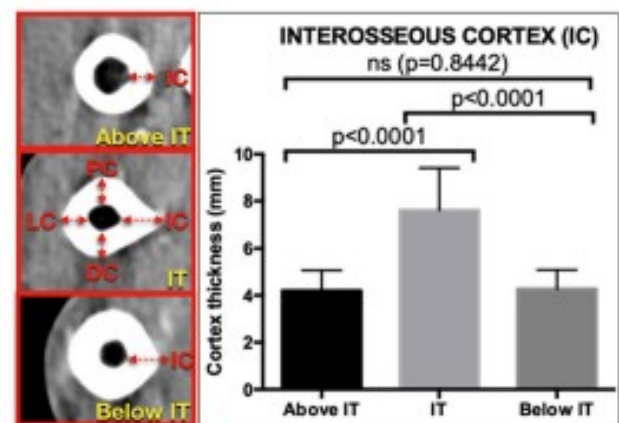 IC
Above IT
PC
LC
IC
DC
IT
IC
Below IT
INTEROSSEOUS CORTEX (IC)
ns (p=0.8442)
p<0.0001
p<0.0001
Cortex thickness (mm)
10
8
6
4
2
0
Above IT
IT
Below IT